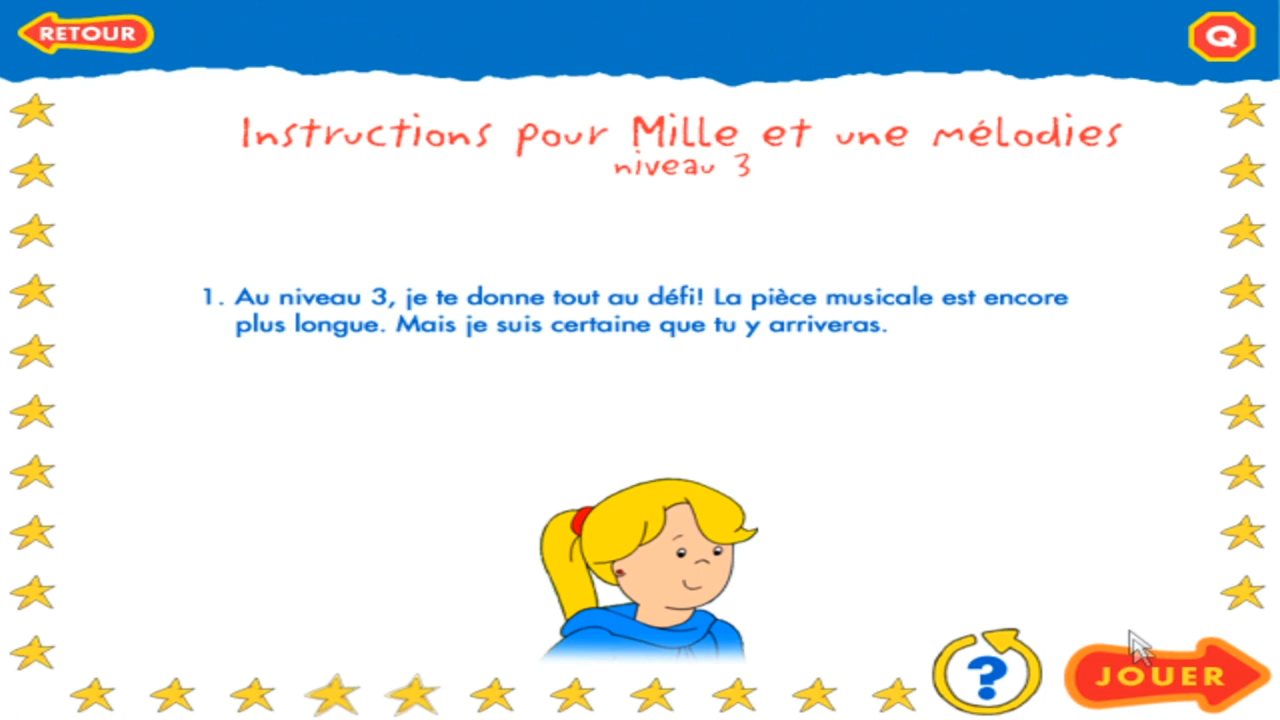 RETOUR
Q
Instructions pour Mille et une mélodies
niveau 3
1. Au niveau 3, je te donne tout au défi! La pièce musicale est encore
plus longue. Mais je suis certaine que tu y arriveras.
?
JOUER